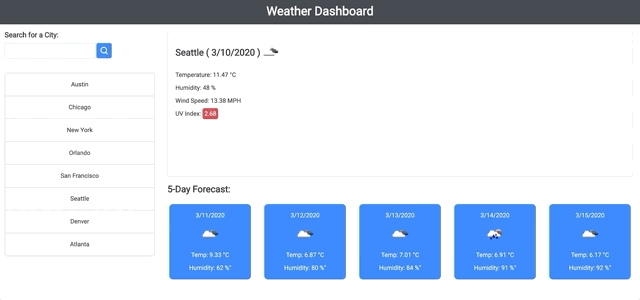 Weather Dashboard
Search for a City:
Austin
Chicago
New York
Orlando
San Francisco
Seattle
Denver
Atlanta
Seattle ( 3/10/2020 )
Temperature: 11.47 °C
Humidity: 48 %
Wind Speed: 13.38 MPH
UV Index: 2.68
5-Day Forecast:
3/11/2020
Temp: 9.33 °C
Humidity: 62 %"
3/12/2020
Temp: 6.87 °C
Humidity: 80 %"
3/13/2020
Temp: 7.01 °C
Humidity: 84 %"
3/14/2020
Temp: 6.91 °C
Humidity: 91 %"
3/15/2020
Temp: 6.17 °C
Humidity: 92 %"